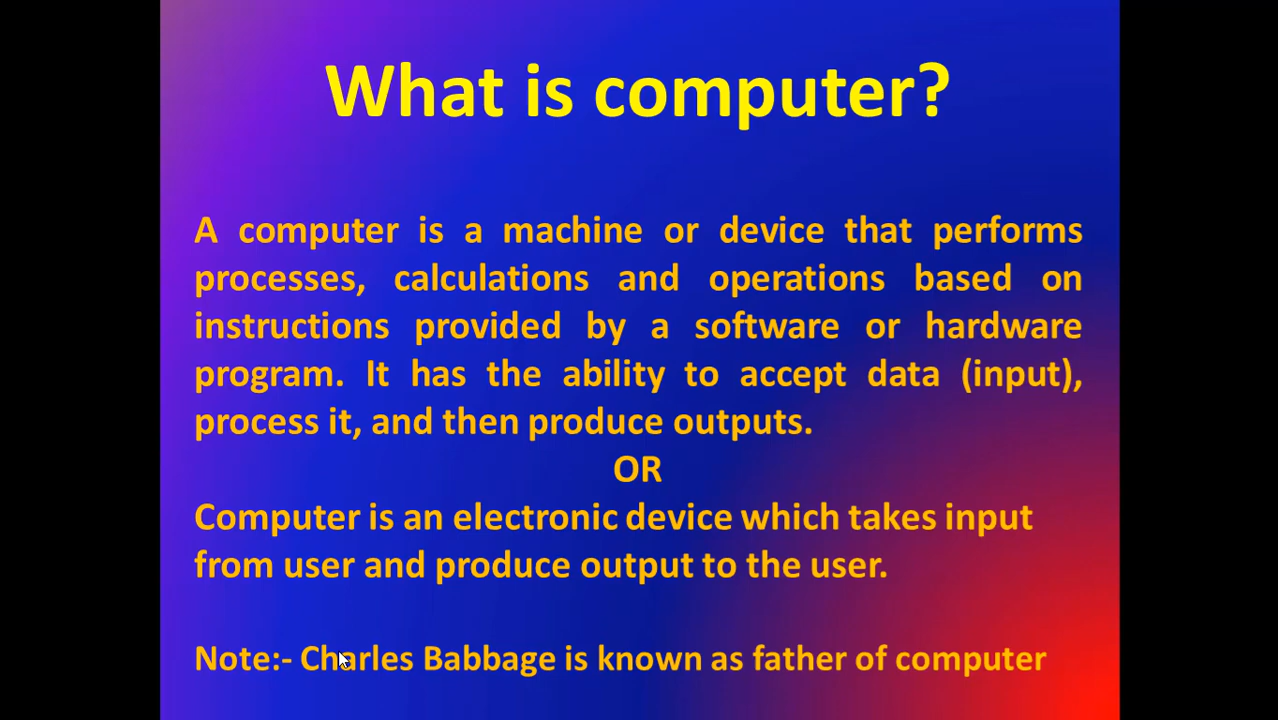 What is computer?
A computer is a machine or device that performs
processes, calculations and operations based on
instructions provided by a software or hardware
program. It has the ability to accept data (input),
process it, and then produce outputs.
OR
Computer is an electronic device which takes input
from user and produce output to the user.
Note:- Charles Babbage is known as father of computer